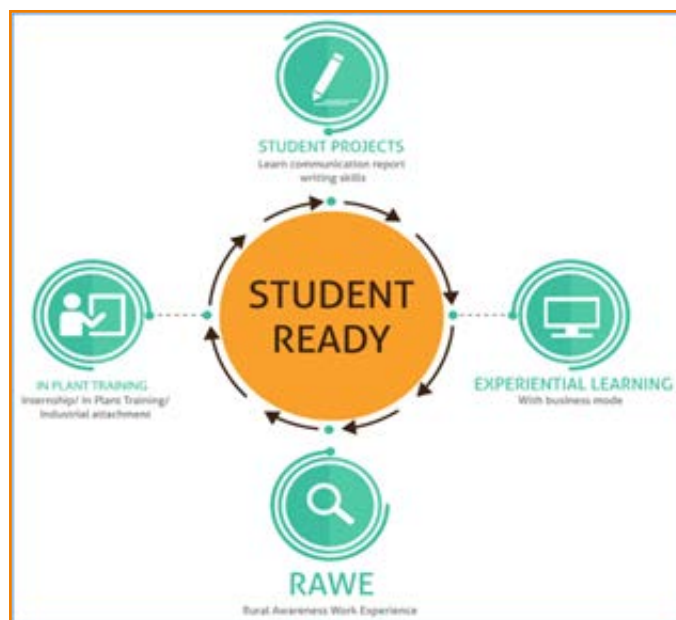 STUDENT PROJECTS
Learn communication report
writing skills
STUDENT
READY
IN PLANT TRAINING
Internship/ In Plant Training/
Industrial attachment
EXPERIENTIAL LEARNING
With business mode
RAWE
Rural Awareness Work Experience